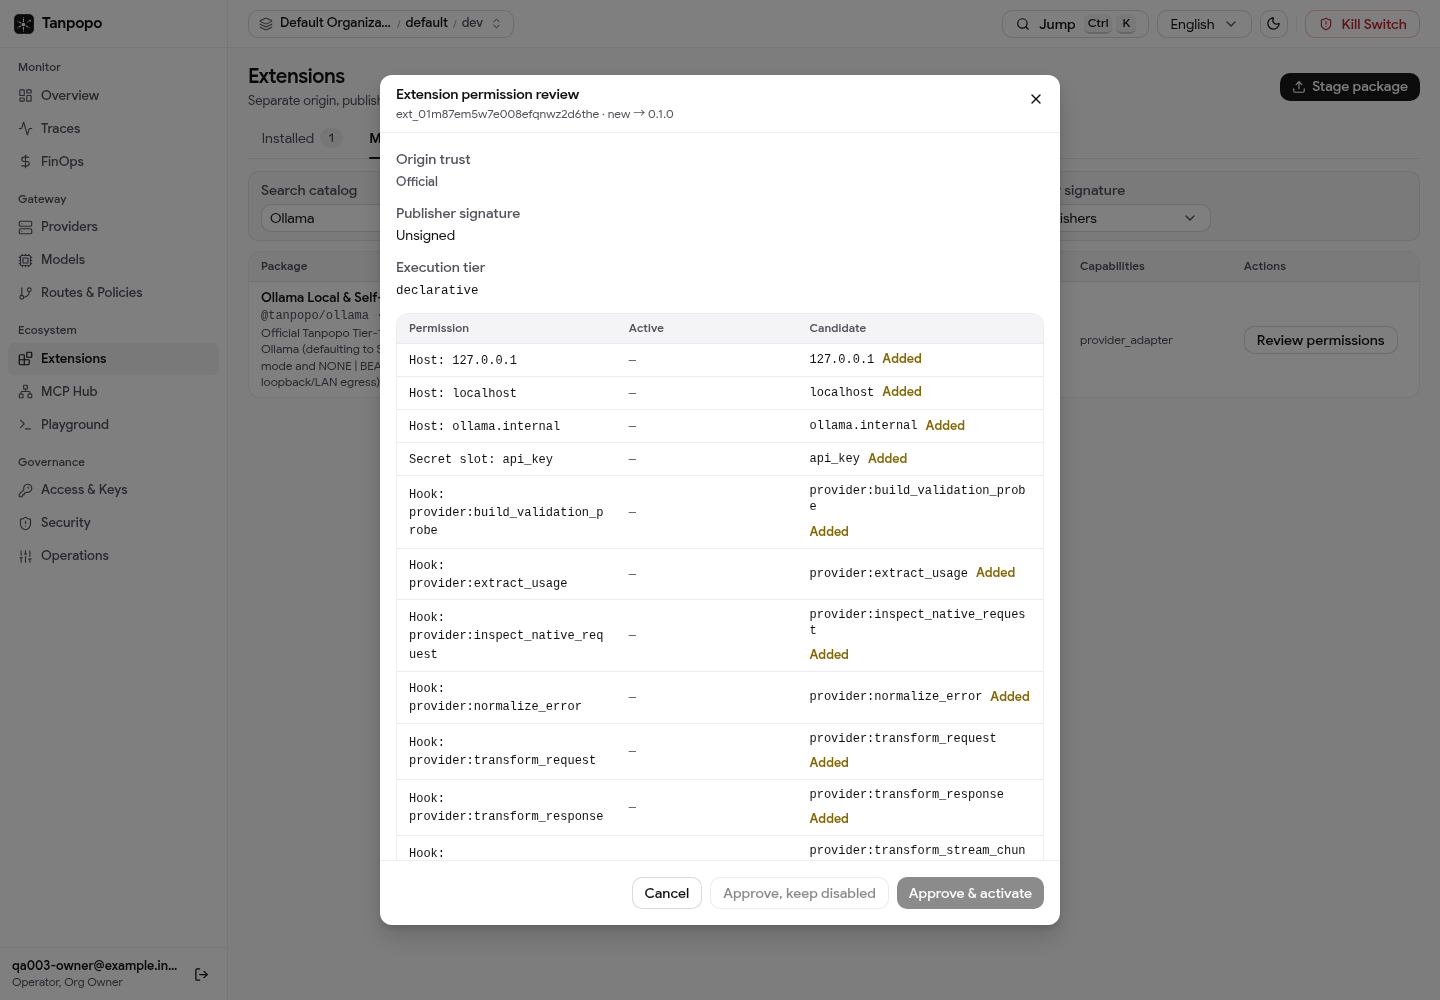 Tanpopo
Default Organiza... / default / dev
Jump Ctrl K
English
Kill Switch
Monitor
Overview
Traces
FinOps
Gateway
Providers
Models
Routes & Policies
Ecosystem
Extensions
MCP Hub
Playground
Governance
Access & Keys
Security
Operations
qa003-owner@example.in...
Operator, Org Owner
Extensions
Separate origin, publish
Stage package
Installed 1
M
Search catalog
Ollama
signature
ishers
Package
Capabilities
Actions
Ollama Local & Self-
@tanpopo/ollama
Official Tanpopo Tier-
Ollama (defaulting to S
mode and NONE | BEA
loopback/LAN egress)
provider_adapter
Review permissions
Extension permission review
ext_01m87em5w7e008efqnwz2d6the · new → 0.1.0
Origin trust
Official
Publisher signature
Unsigned
Execution tier
declarative
Permission Active Candidate
Host: 127.0.0.1 — 127.0.0.1 Added
Host: localhost — localhost Added
Host: ollama.internal — ollama.internal Added
Secret slot: api_key — api_key Added
Hook:
provider:build_validation_p
robe
—
provider:build_validation_prob
e
Added
Hook:
provider:extract_usage
—
provider:extract_usage Added
Hook:
provider:inspect_native_req
uest
—
provider:inspect_native_reques
t
Added
Hook:
provider:normalize_error
—
provider:normalize_error Added
Hook:
provider:transform_request
—
provider:transform_request
Added
Hook:
provider:transform_response
—
provider:transform_response
Added
Hook:
provider:transform_stream_chun
Cancel
Approve, keep disabled
Approve & activate